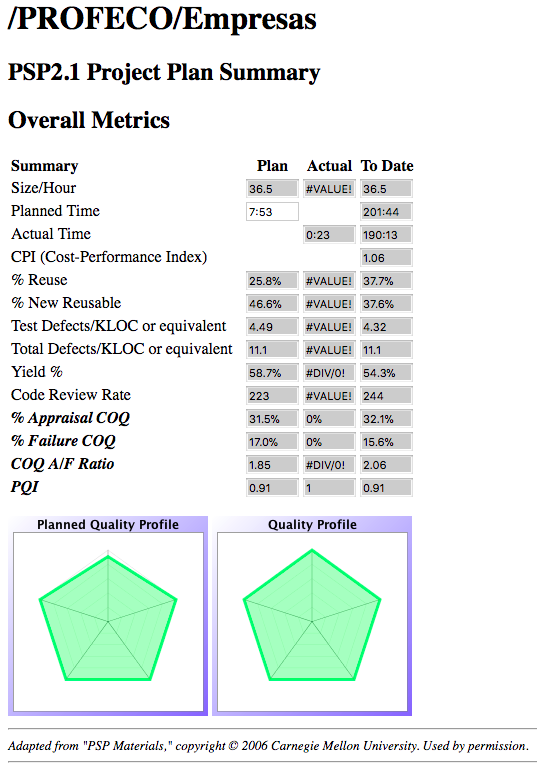 /PROFECO/Empresas
PSP2.1 Project Plan Summary
Overall Metrics
Summary Plan Actual To Date
Size/Hour 36.5 #VALUE! 36.5
Planned Time 7:53 201:44
Actual Time 0:23 190:13
CPI (Cost-Performance Index) 1.06
% Reuse 25.8% #VALUE! 37.7%
% New Reusable 46.6% #VALUE! 37.6%
Test Defects/KLOC or equivalent 4.49 #VALUE! 4.32
Total Defects/KLOC or equivalent 11.1 #VALUE! 11.1
Yield % 58.7% #DIV/0! 54.3%
Code Review Rate 223 #VALUE! 244
% Appraisal COQ 31.5% 0% 32.1%
% Failure COQ 17.0% 0% 15.6%
COQ A/F Ratio 1.85 #DIV/0! 2.06
PQI 0.91 1 0.91
Planned Quality Profile Quality Profile
Adapted from "PSP Materials," copyright © 2006 Carnegie Mellon University. Used by permission.